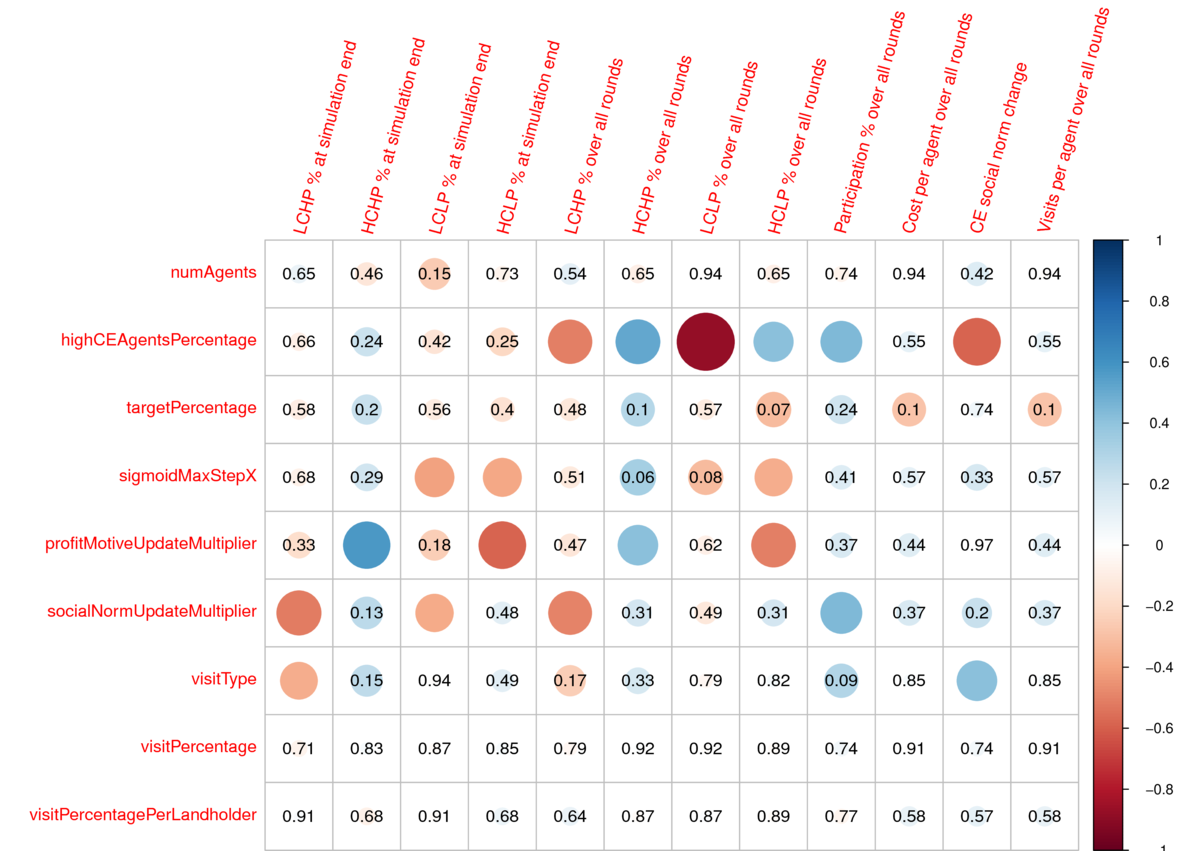 LCHP % at simulation end
HCHP % at simulation end
LCLP % at simulation end
HCLP % at simulation end
LCHP % over all rounds
HCHP % over all rounds
LCLP % over all rounds
HCLP % over all rounds
Participation % over all rounds
Cost per agent over all rounds
CE social norm change
Visits per agent over all rounds
numAgents 0.65 0.46 0.15 0.73 0.54 0.65 0.94 0.65 0.74 0.94 0.42 0.94
highCEAgentsPercentage 0.66 0.24 0.42 0.25 0.55 0.55
targetPercentage 0.58 0.2 0.56 0.4 0.48 0.1 0.57 0.07 0.24 0.1 0.74 0.1
sigmoidMaxStepX 0.68 0.29 0.51 0.06 0.08 0.41 0.57 0.33 0.57
profitMotiveUpdateMultiplier 0.33 0.18 0.47 0.62 0.37 0.44 0.97 0.44
socialNormUpdateMultiplier 0.13 0.48 0.31 0.49 0.31 0.37 0.2 0.37
visitType 0.15 0.94 0.49 0.17 0.33 0.79 0.82 0.09 0.85 0.85
visitPercentage 0.71 0.83 0.87 0.85 0.79 0.92 0.92 0.89 0.74 0.91 0.74 0.91
visitPercentagePerLandholder 0.91 0.68 0.91 0.68 0.64 0.87 0.87 0.89 0.77 0.58 0.57 0.58
1
0.8
0.6
0.4
0.2
0
−0.2
−0.4
−0.6
−0.8
−1